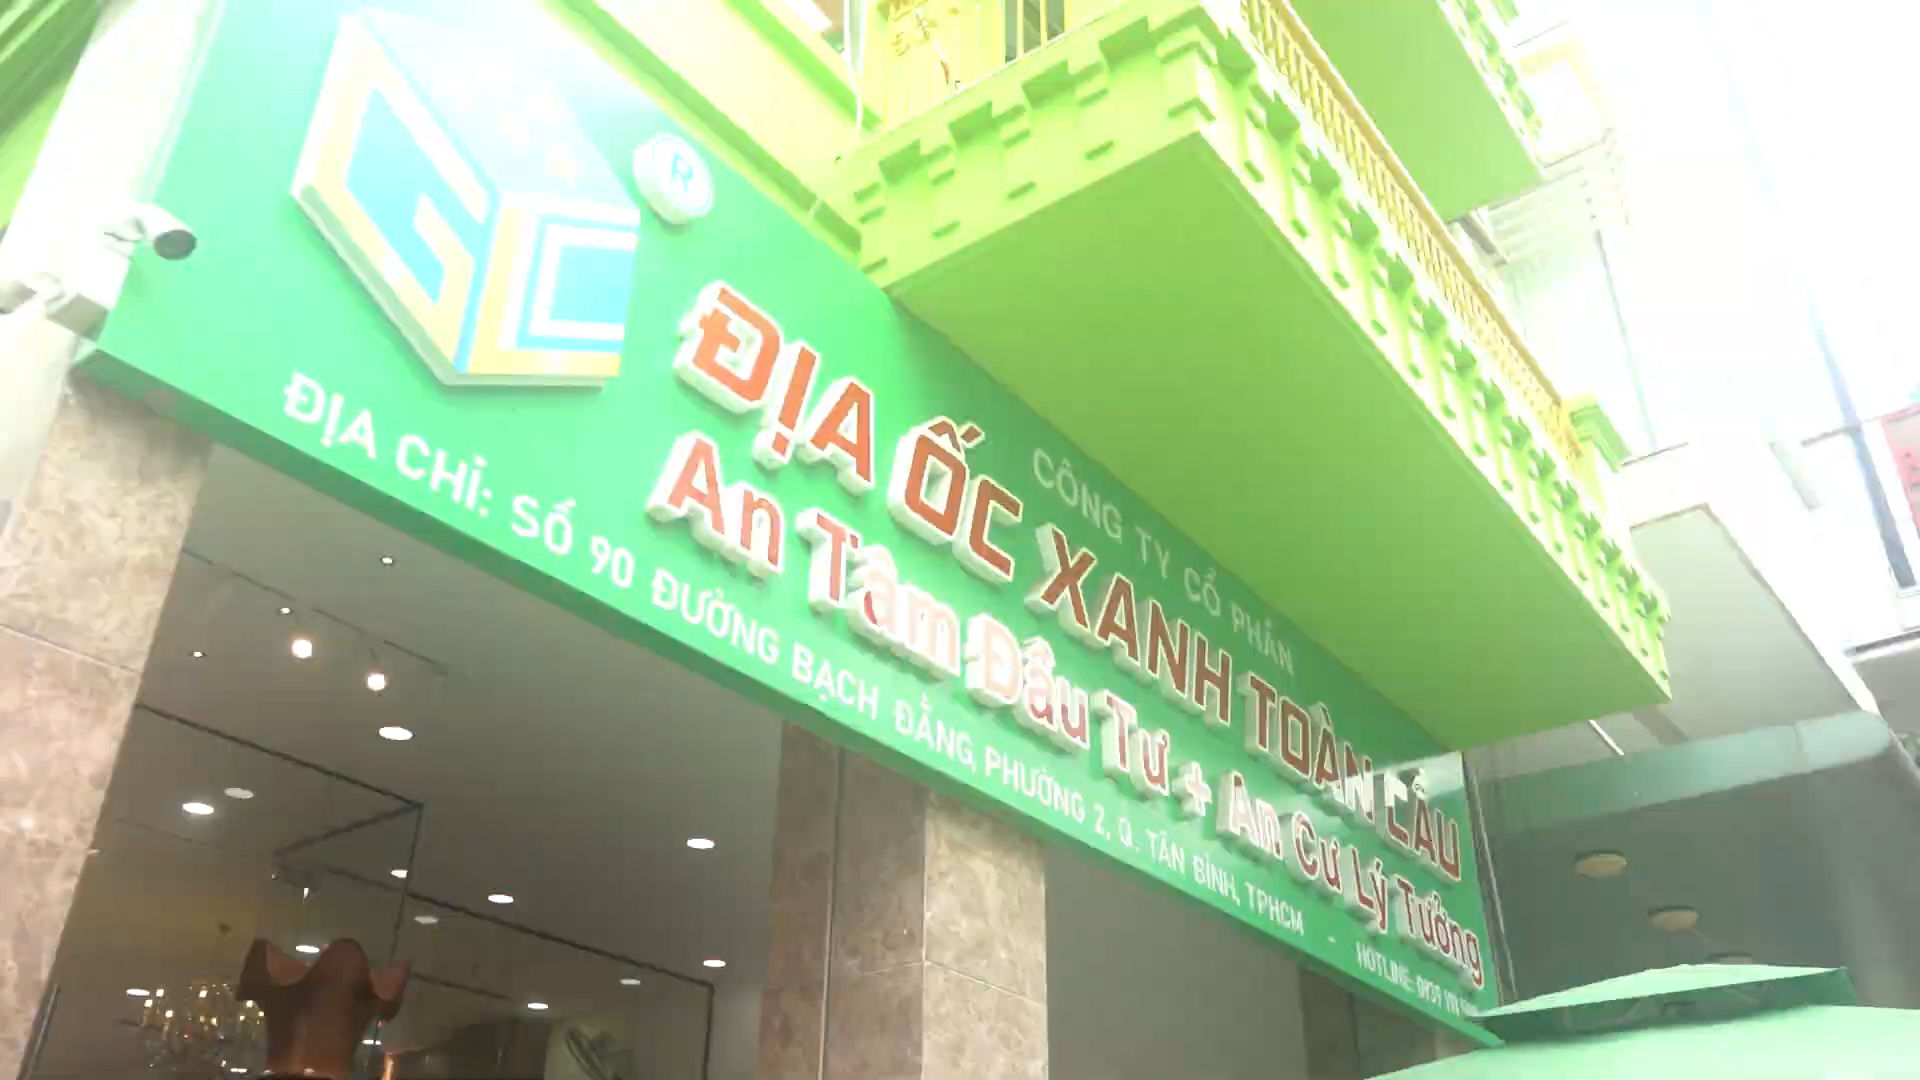 GC
®
CÔNG TY CỔ PHẦN
ĐỊA ỐC XANH TOÀN CẦU
An Tâm Đầu Tư + An Cư Lý Tưởng
ĐỊA CHỈ: SỐ 90 ĐƯỜNG BẠCH ĐẰNG, PHƯỜNG 2, Q. TÂN BÌNH, TPHCM - HOTLINE: